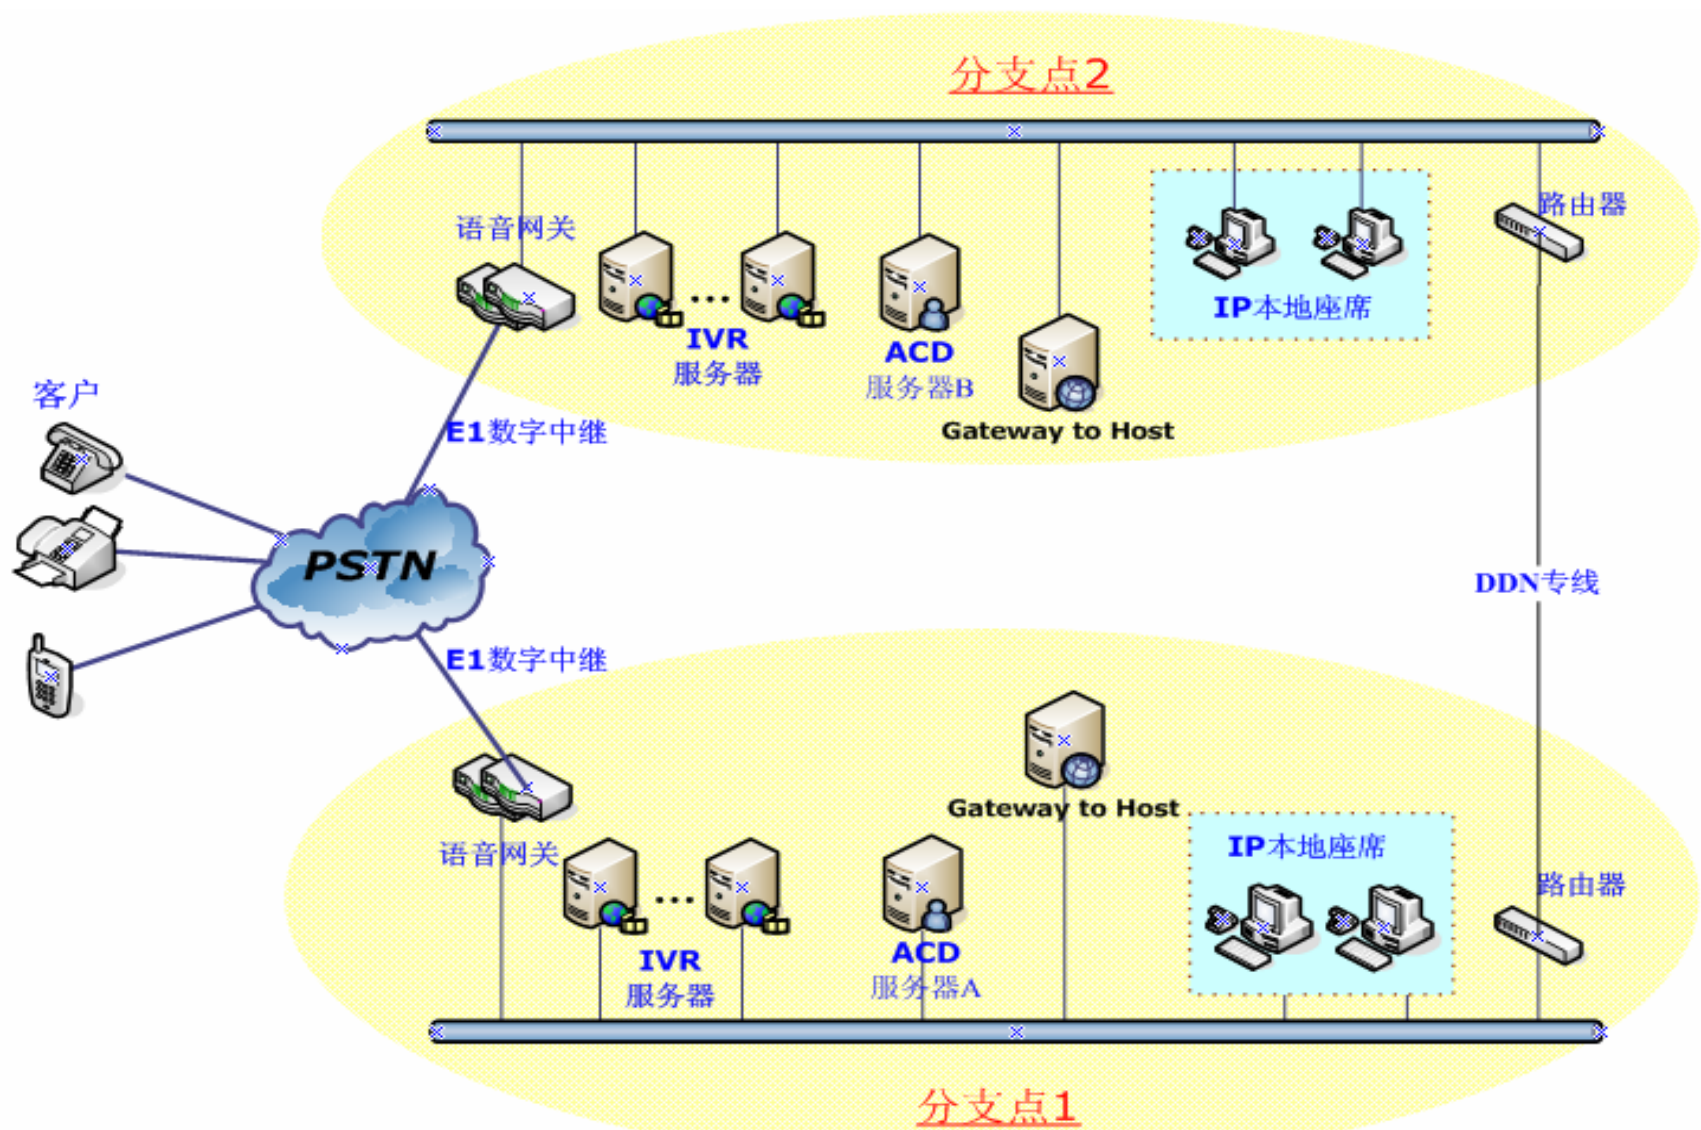 分支点2
路由器
语音网关
IP本地座席
IVR
服务器
ACD
服务器B
Gateway to Host
客户
E1数字中继
PSTN
DDN专线
E1数字中继
Gateway to Host
语音网关
IP本地座席
路由器
IVR
服务器
ACD
服务器A
分支点1